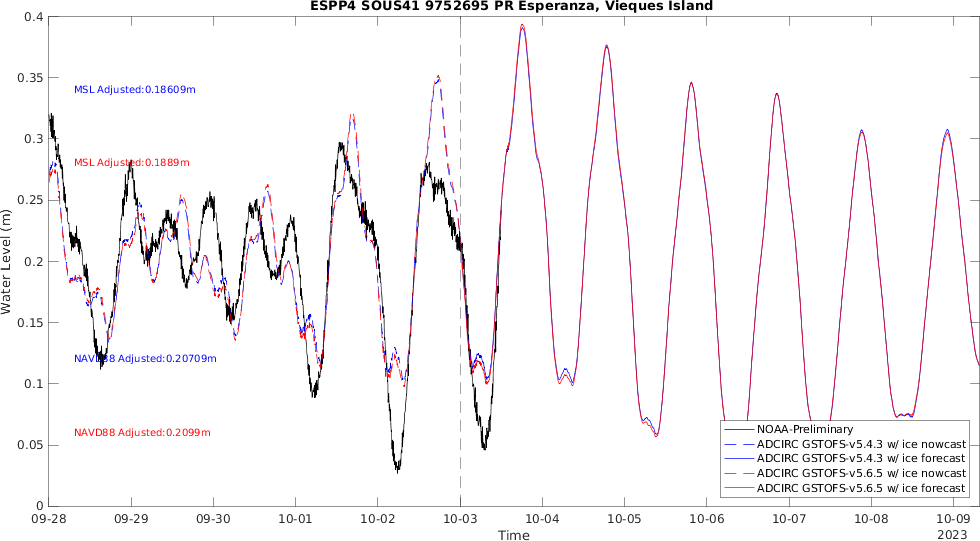 ESPP4 SOUS41 9752695 PR Esperanza, Vieques Island
0.4
0.35
0.3
0.25
0.2
0.15
0.1
0.05
0
Water Level (m)
MSL Adjusted:0.18609m
MSL Adjusted:0.1889m
NAVD88 Adjusted:0.20709m
NAVD88 Adjusted:0.2099m
NOAA-Preliminary
ADCIRC GSTOFS-v5.4.3 w/ ice nowcast
ADCIRC GSTOFS-v5.4.3 w/ ice forecast
ADCIRC GSTOFS-v5.6.5 w/ ice nowcast
ADCIRC GSTOFS-v5.6.5 w/ ice forecast
09-28 09-29 09-30 10-01 10-02 10-03 10-04 10-05 10-06 10-07 10-08 10-09
2023
Time